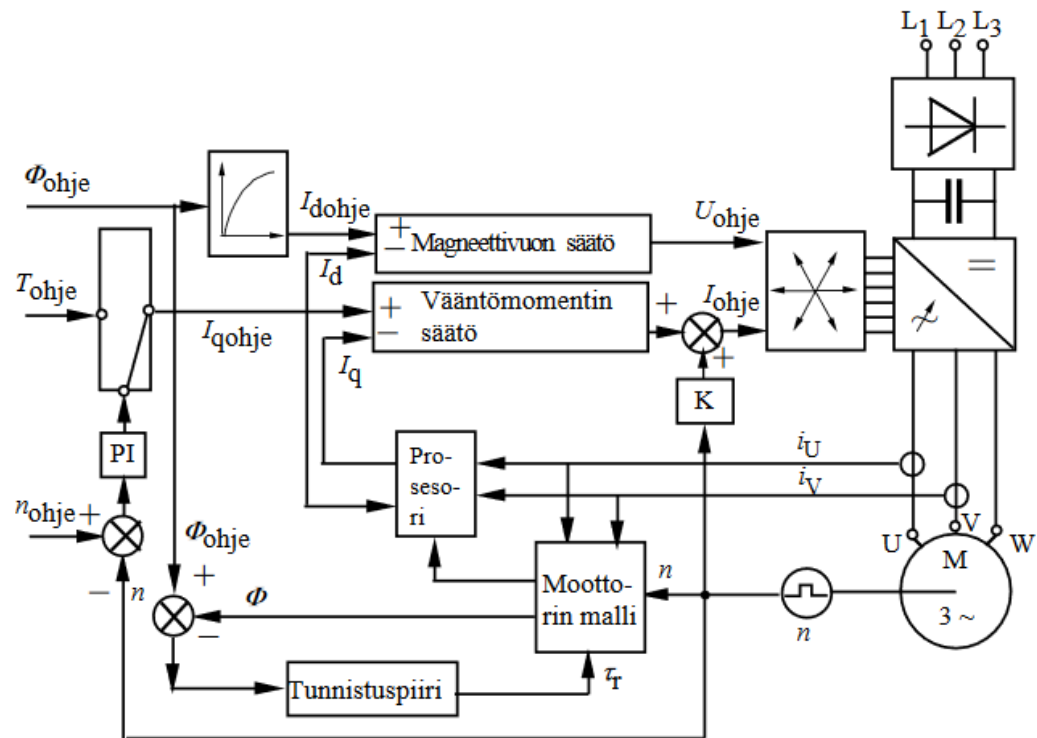 L1 L2 L3
Φohje
Idohje
Uohje
+
− Magneettivuon säätö
Id
=
Tohje
Iqohje
+
−
Vääntömomentin
säätö
+
Iohje
+
Iq
K
PI
Pro-
sesso-
ri
iU
iV
nohje
+
−
n
Φohje
+
−
Φ
Mootto-
rin malli
n
n
U
V
W
M
3 ~
Tunnistuspiiri
τr